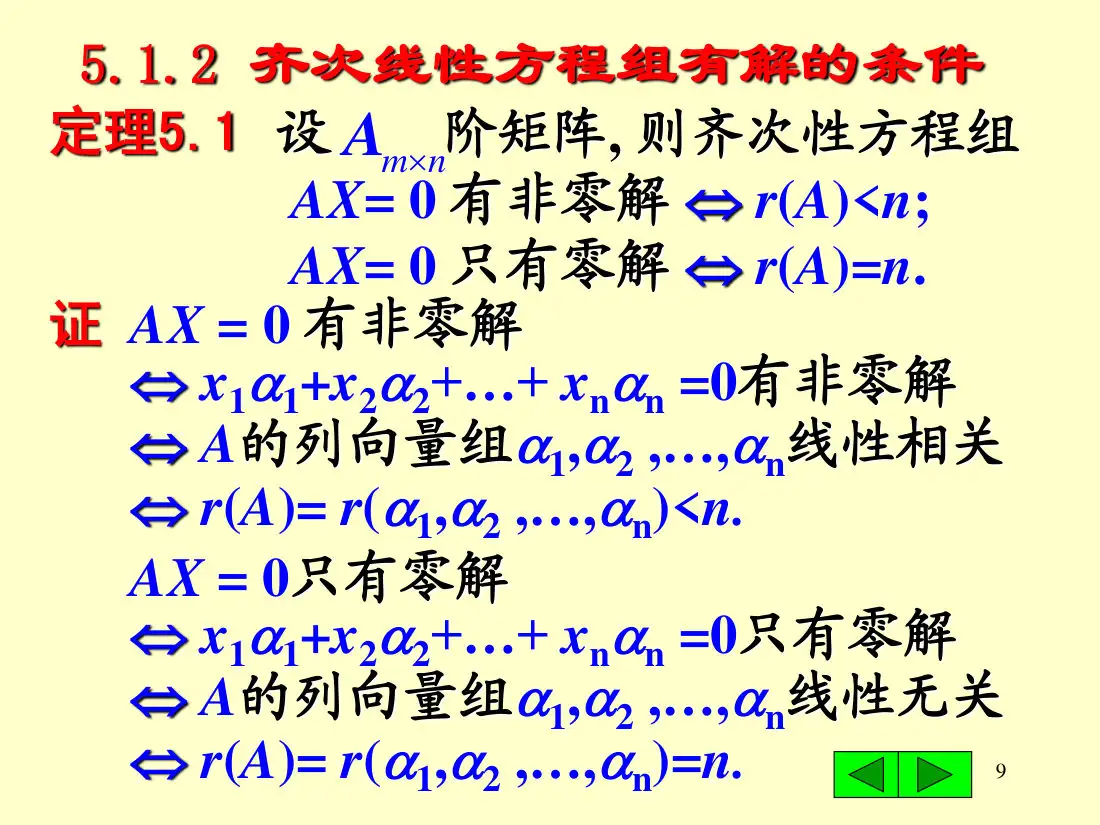 5.1.2 齐次线性方程组有解的条件
定理5.1 设 Am×n阶矩阵, 则齐次性方程组
AX= 0 有非零解 ⇔ r(A)<n;
AX= 0 只有零解 ⇔ r(A)=n.
证 AX = 0 有非零解
⇔ x1α1+x2α2+…+ xnαn =0有非零解
⇔ A的列向量组α1,α2 ,…,αn线性相关
⇔ r(A)= r(α1,α2 ,…,αn)<n.
AX = 0只有零解
⇔ x1α1+x2α2+…+ xnαn =0只有零解
⇔ A的列向量组α1,α2 ,…,αn线性无关
⇔ r(A)= r(α1,α2 ,…,αn)=n.
9